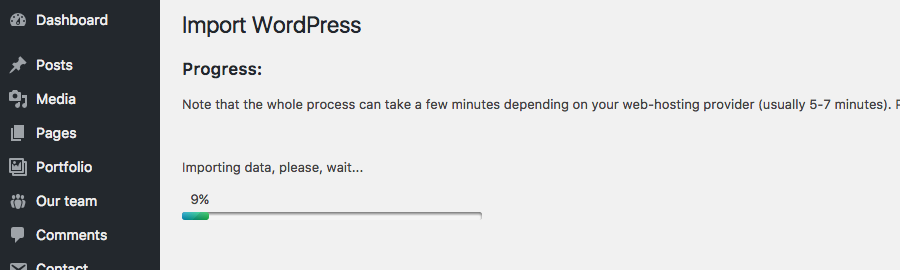 Dashboard
Posts
Media
Pages
Portfolio
Our team
Comments
Contact
Import WordPress
Progress:
Note that the whole process can take a few minutes depending on your web-hosting provider (usually 5-7 minutes). P
Importing data, please, wait...
9%